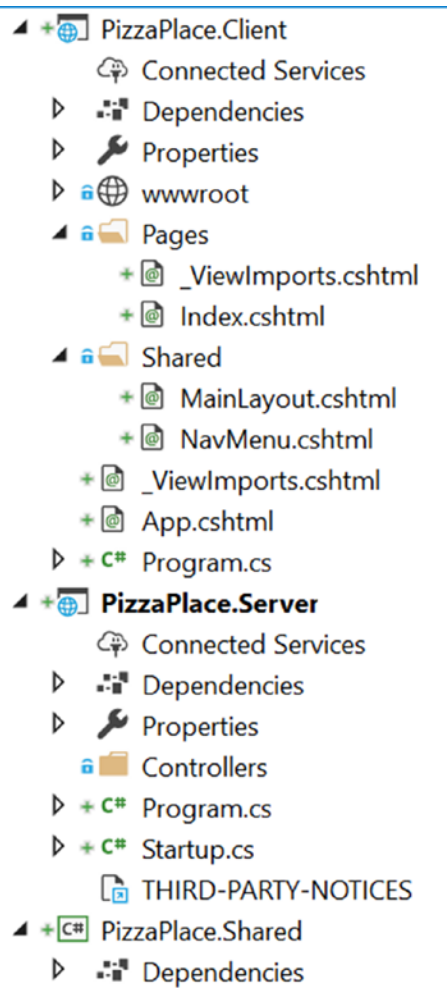 PizzaPlace.Client
Connected Services
Dependencies
Properties
wwwroot
Pages
_ViewImports.cshtml
Index.cshtml
Shared
MainLayout.cshtml
NavMenu.cshtml
_ViewImports.cshtml
App.cshtml
C# Program.cs
PizzaPlace.Server
Connected Services
Dependencies
Properties
Controllers
C# Program.cs
C# Startup.cs
THIRD-PARTY-NOTICES
C# PizzaPlace.Shared
Dependencies